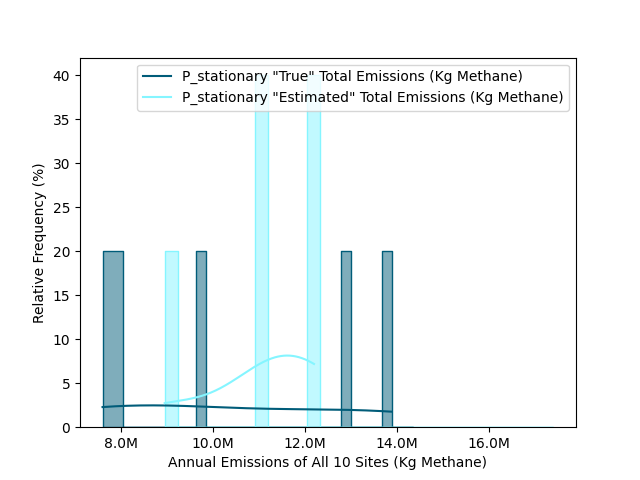 P_stationary "True" Total Emissions (Kg Methane)
P_stationary "Estimated" Total Emissions (Kg Methane)
Relative Frequency (%)
40
35
30
25
20
15
10
5
0
8.0M 10.0M 12.0M 14.0M 16.0M
Annual Emissions of All 10 Sites (Kg Methane)